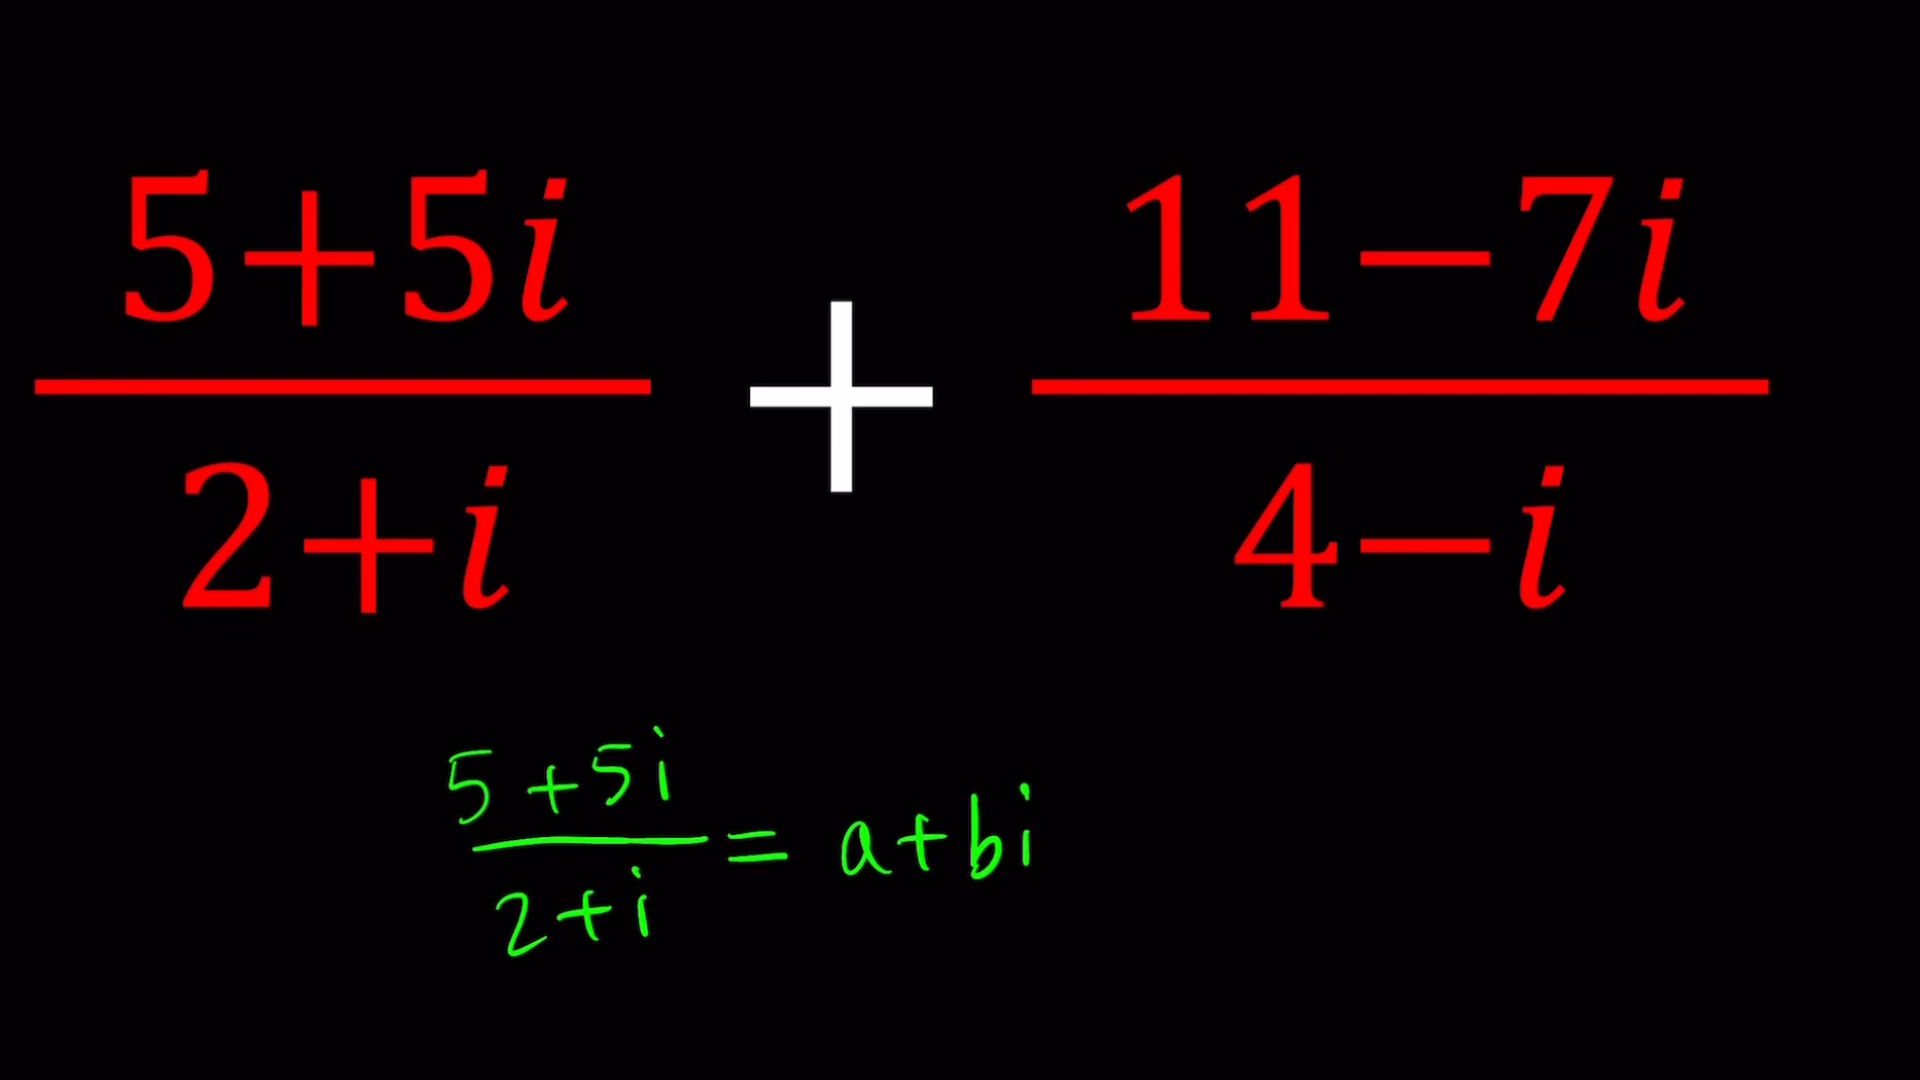 5+5i + 11−7i
2+i 4−i
5+5i
= a+bi
2+i